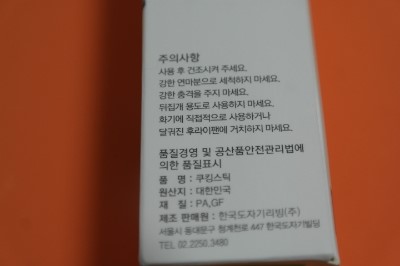 주의사항
사용 후 건조시켜 주세요.
강한 연마분으로 세척하지 마세요.
강한 충격을 주지 마세요.
뒤집개 용도로 사용하지 마세요.
화기에 직접적으로 사용하거나
달궈진 후라이팬에 거치하지 마세요.
품질경영 및 공산품안전관리법에
의한 품질표시
품 명 : 쿠킹스틱
원산지 : 대한민국
재 질 : PA,GF
제조 판매원 : 한국도자기리빙(주)
서울시 동대문구 청계천로 447 한국도자기빌딩
TEL 02.2250.3480